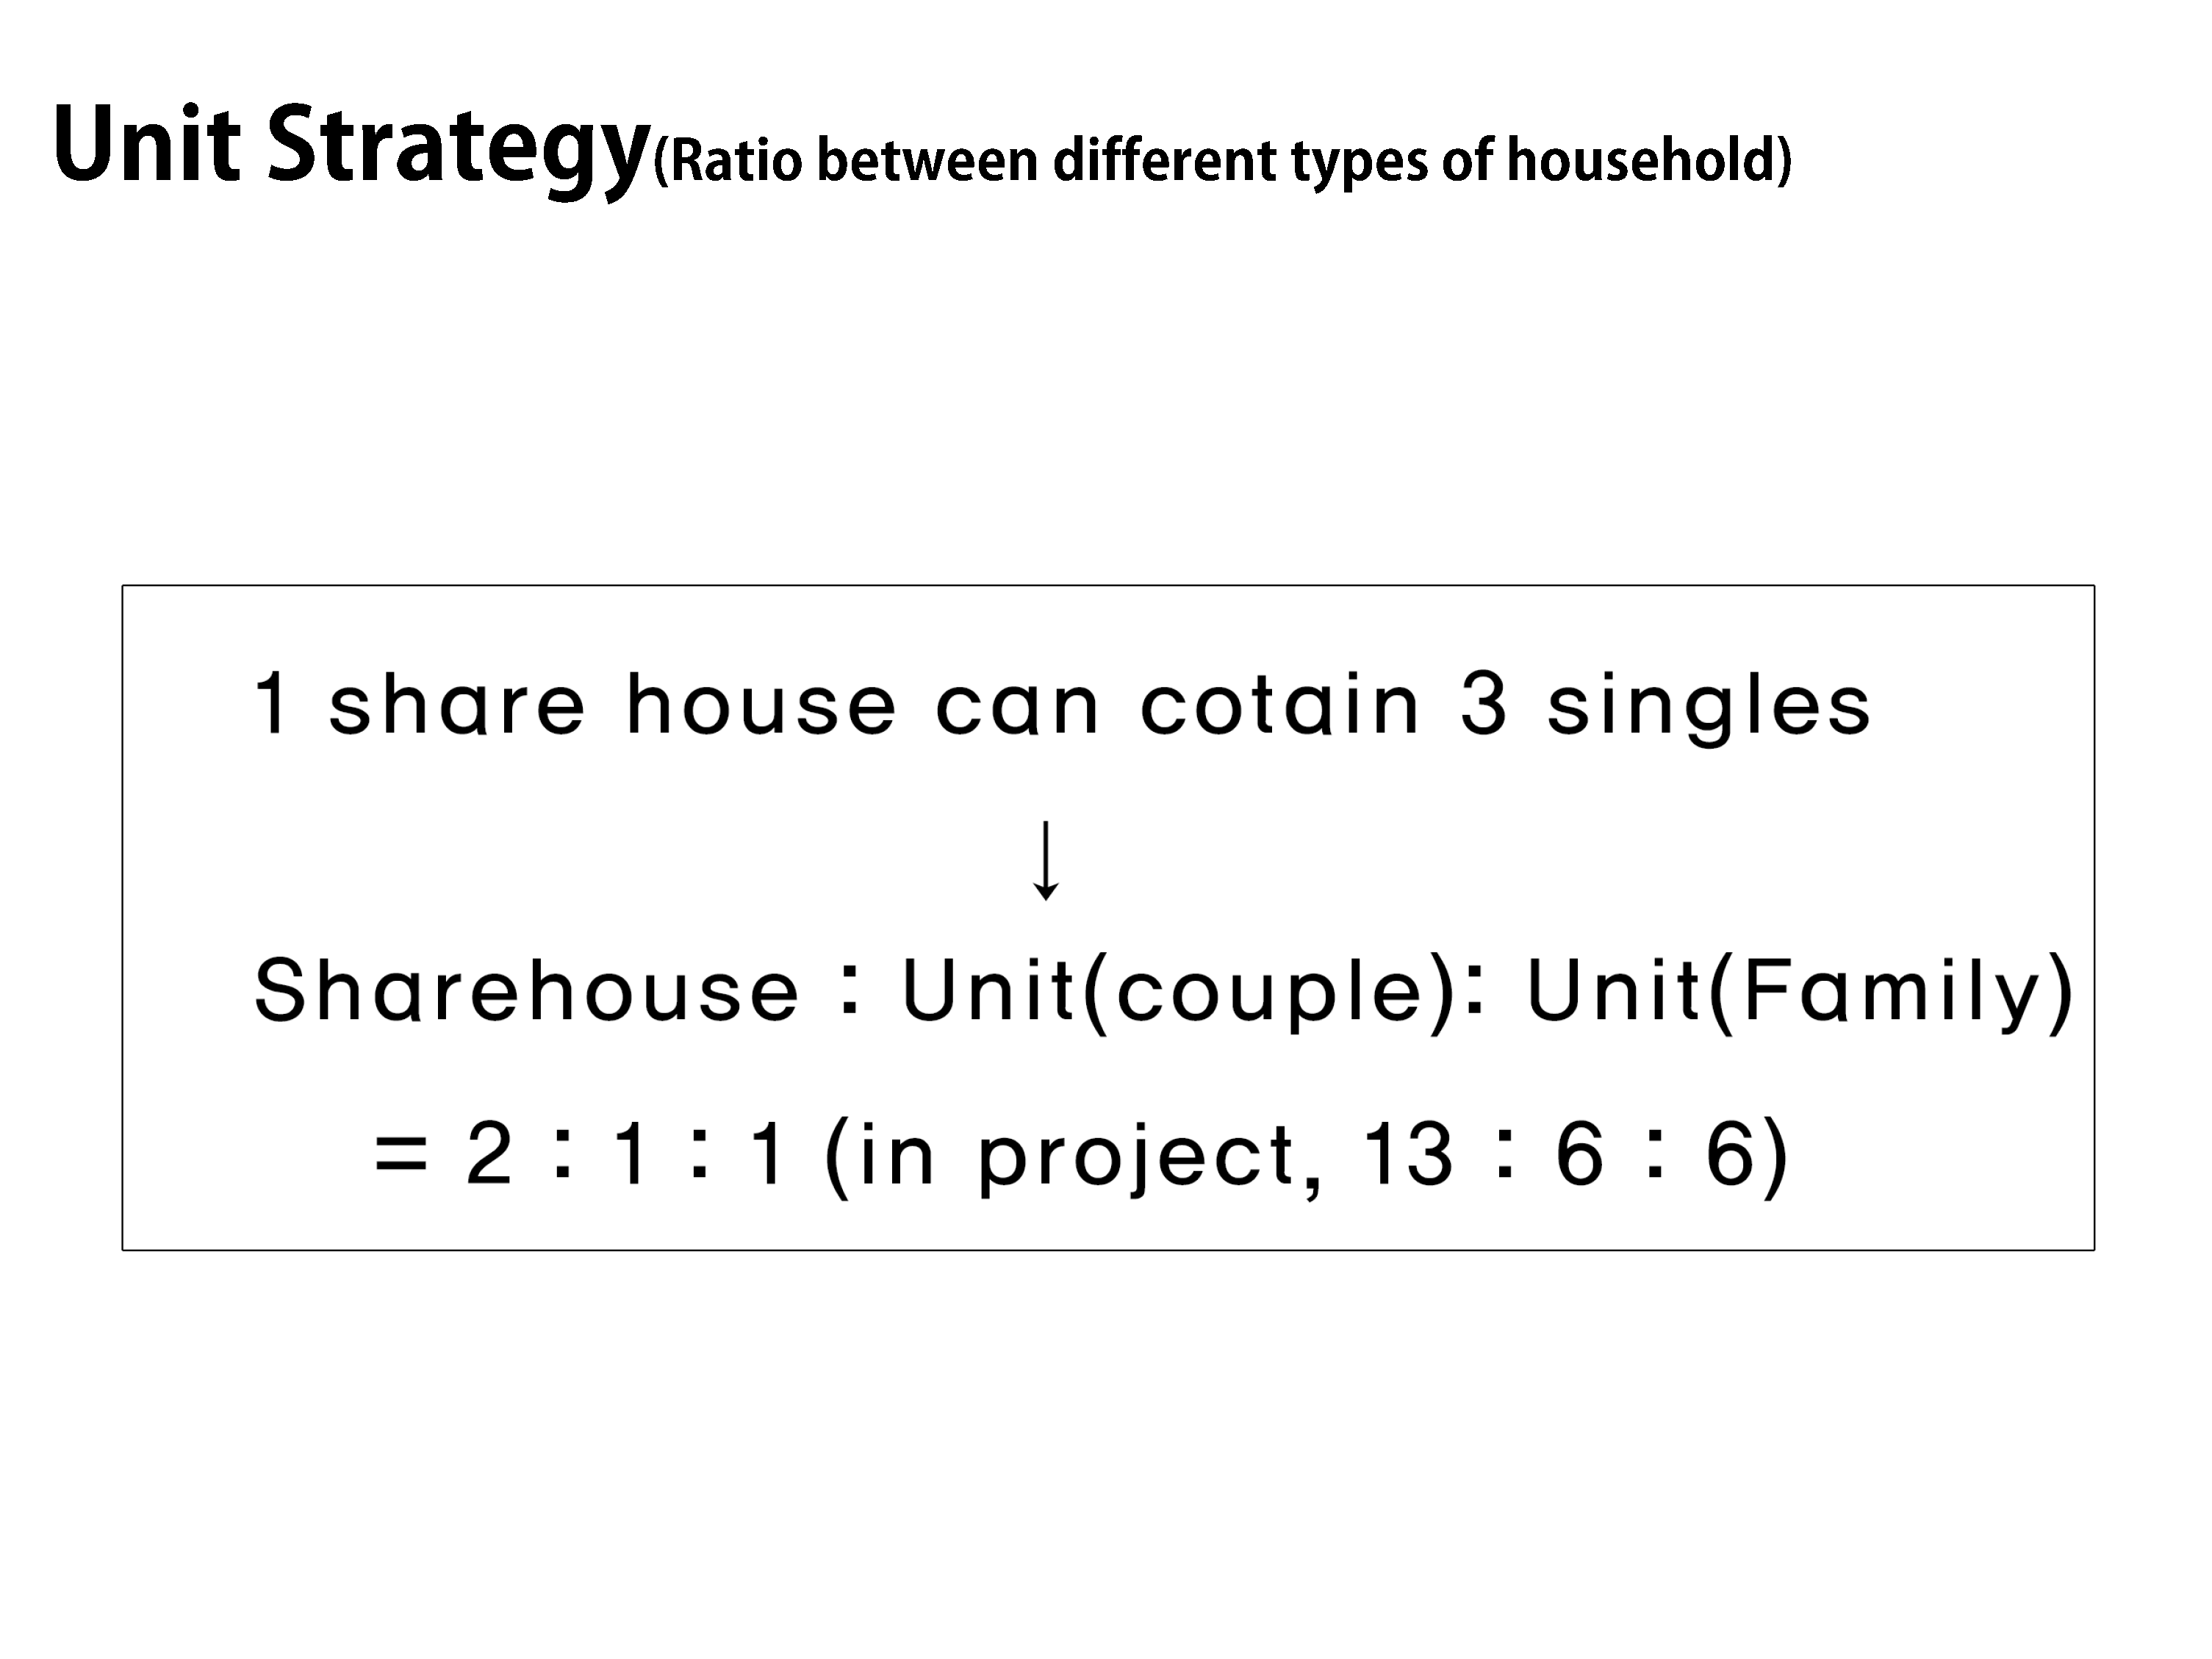 Unit Strategy(Ratio between different types of household)
1 share house can cotain 3 singles
↓
Sharehouse : Unit(couple): Unit(Family)
= 2 : 1 : 1 (in project, 13 : 6 : 6)